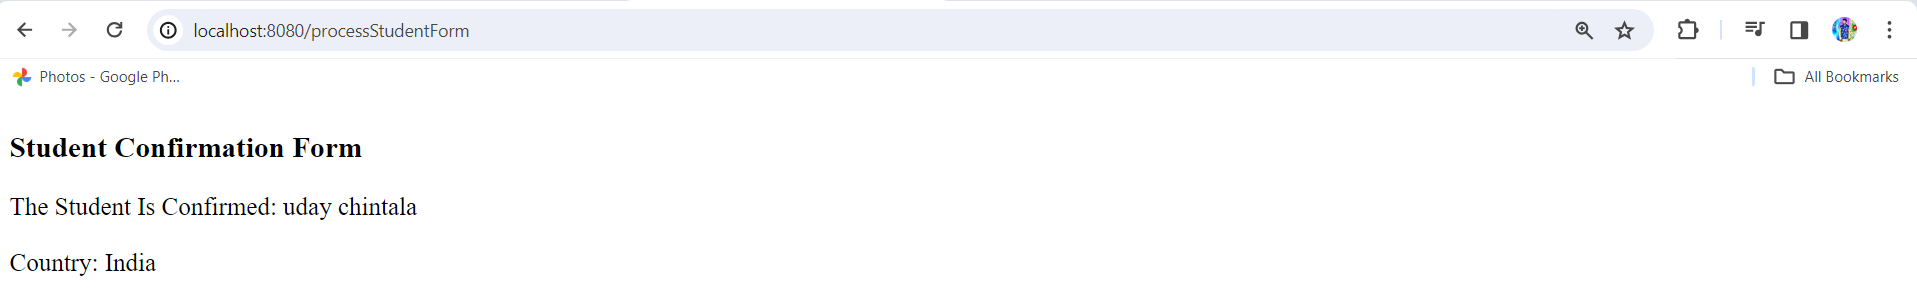 localhost:8080/processStudentForm
Photos - Google Ph...
All Bookmarks
Student Confirmation Form
The Student Is Confirmed: uday chintala
Country: India